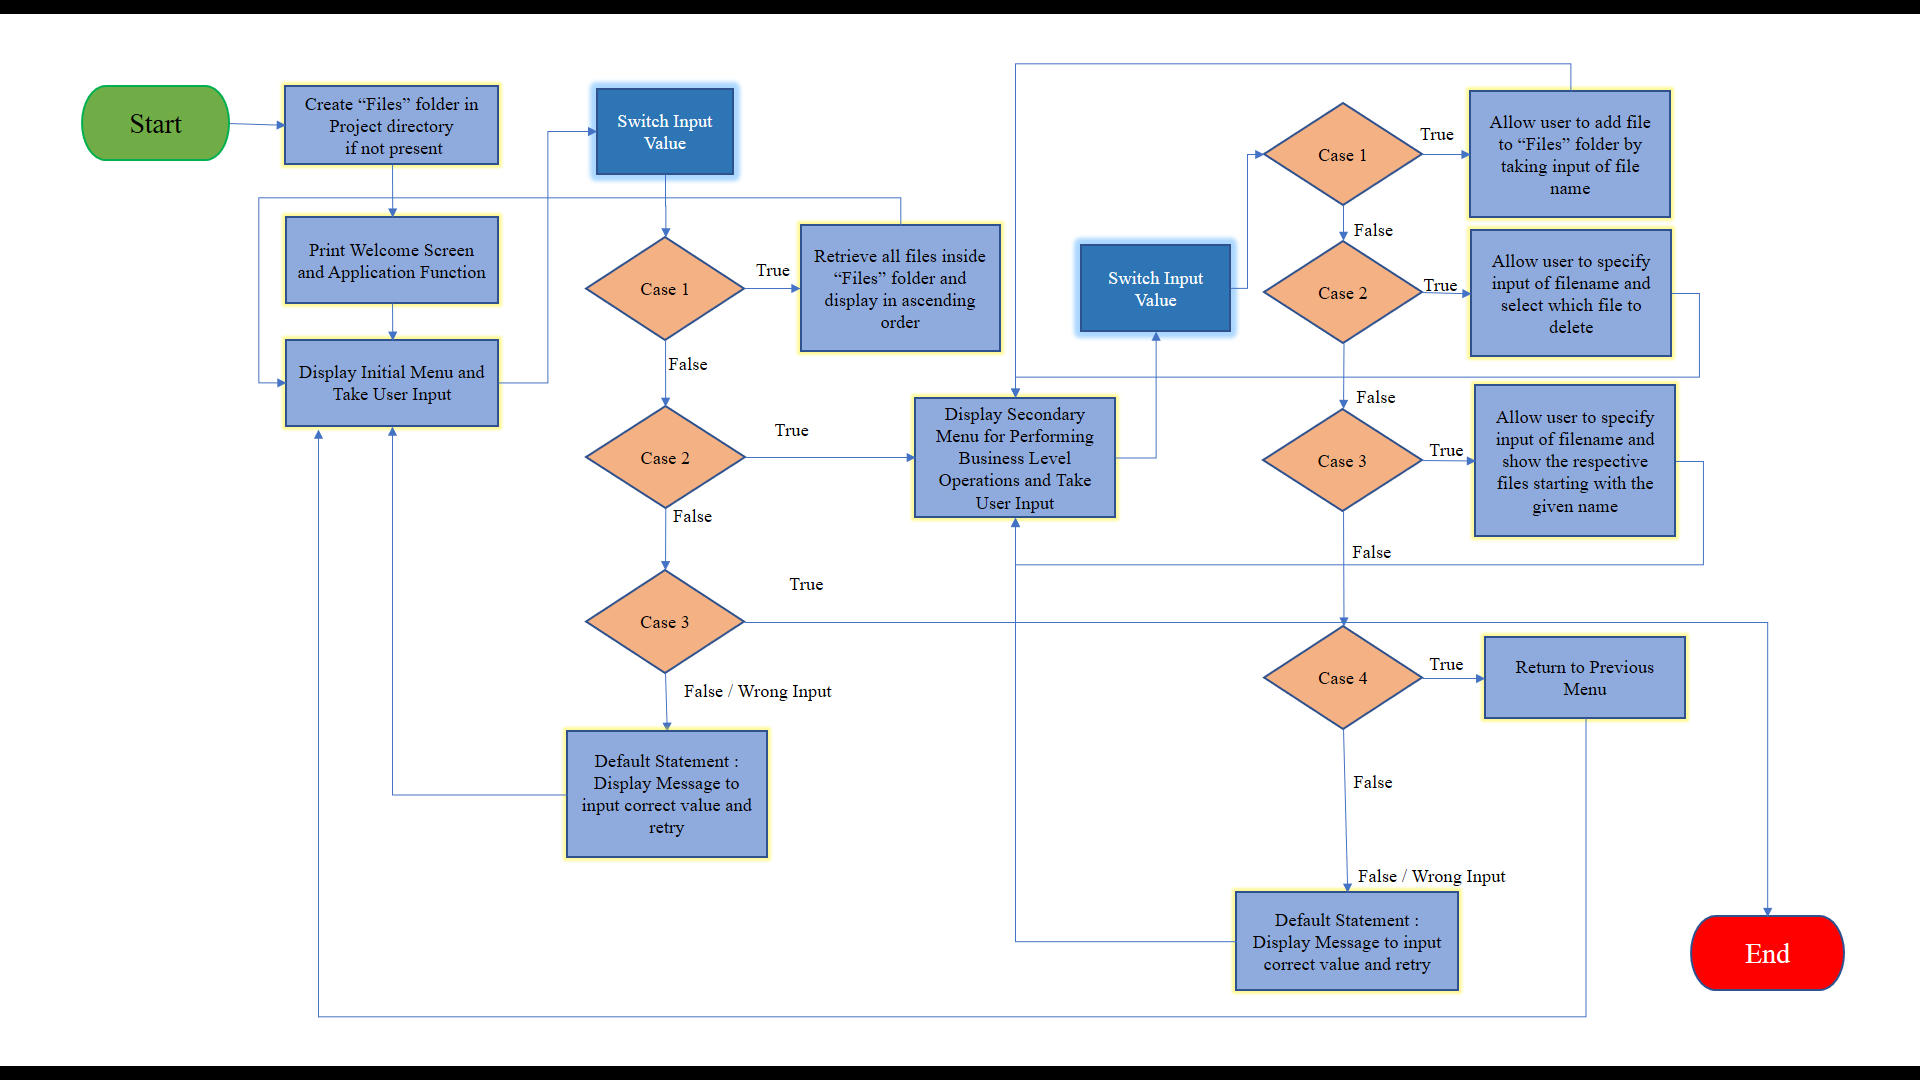 Start
Create “Files” folder in
Project directory
if not present
Print Welcome Screen
and Application Function
Display Initial Menu and
Take User Input
Switch Input
Value
Case 1
True
Retrieve all files inside
“Files” folder and
display in ascending
order
False
Case 2
True
False
Case 3
True
False / Wrong Input
Default Statement :
Display Message to
input correct value and
retry
Display Secondary
Menu for Performing
Business Level
Operations and Take
User Input
Switch Input
Value
Case 1
True
Allow user to add file
to “Files” folder by
taking input of file
name
False
Case 2
True
Allow user to specify
input of filename and
select which file to
delete
False
Case 3
True
Allow user to specify
input of filename and
show the respective
files starting with the
given name
False
Case 4
True
Return to Previous
Menu
False
False / Wrong Input
Default Statement :
Display Message to input
correct value and retry
End